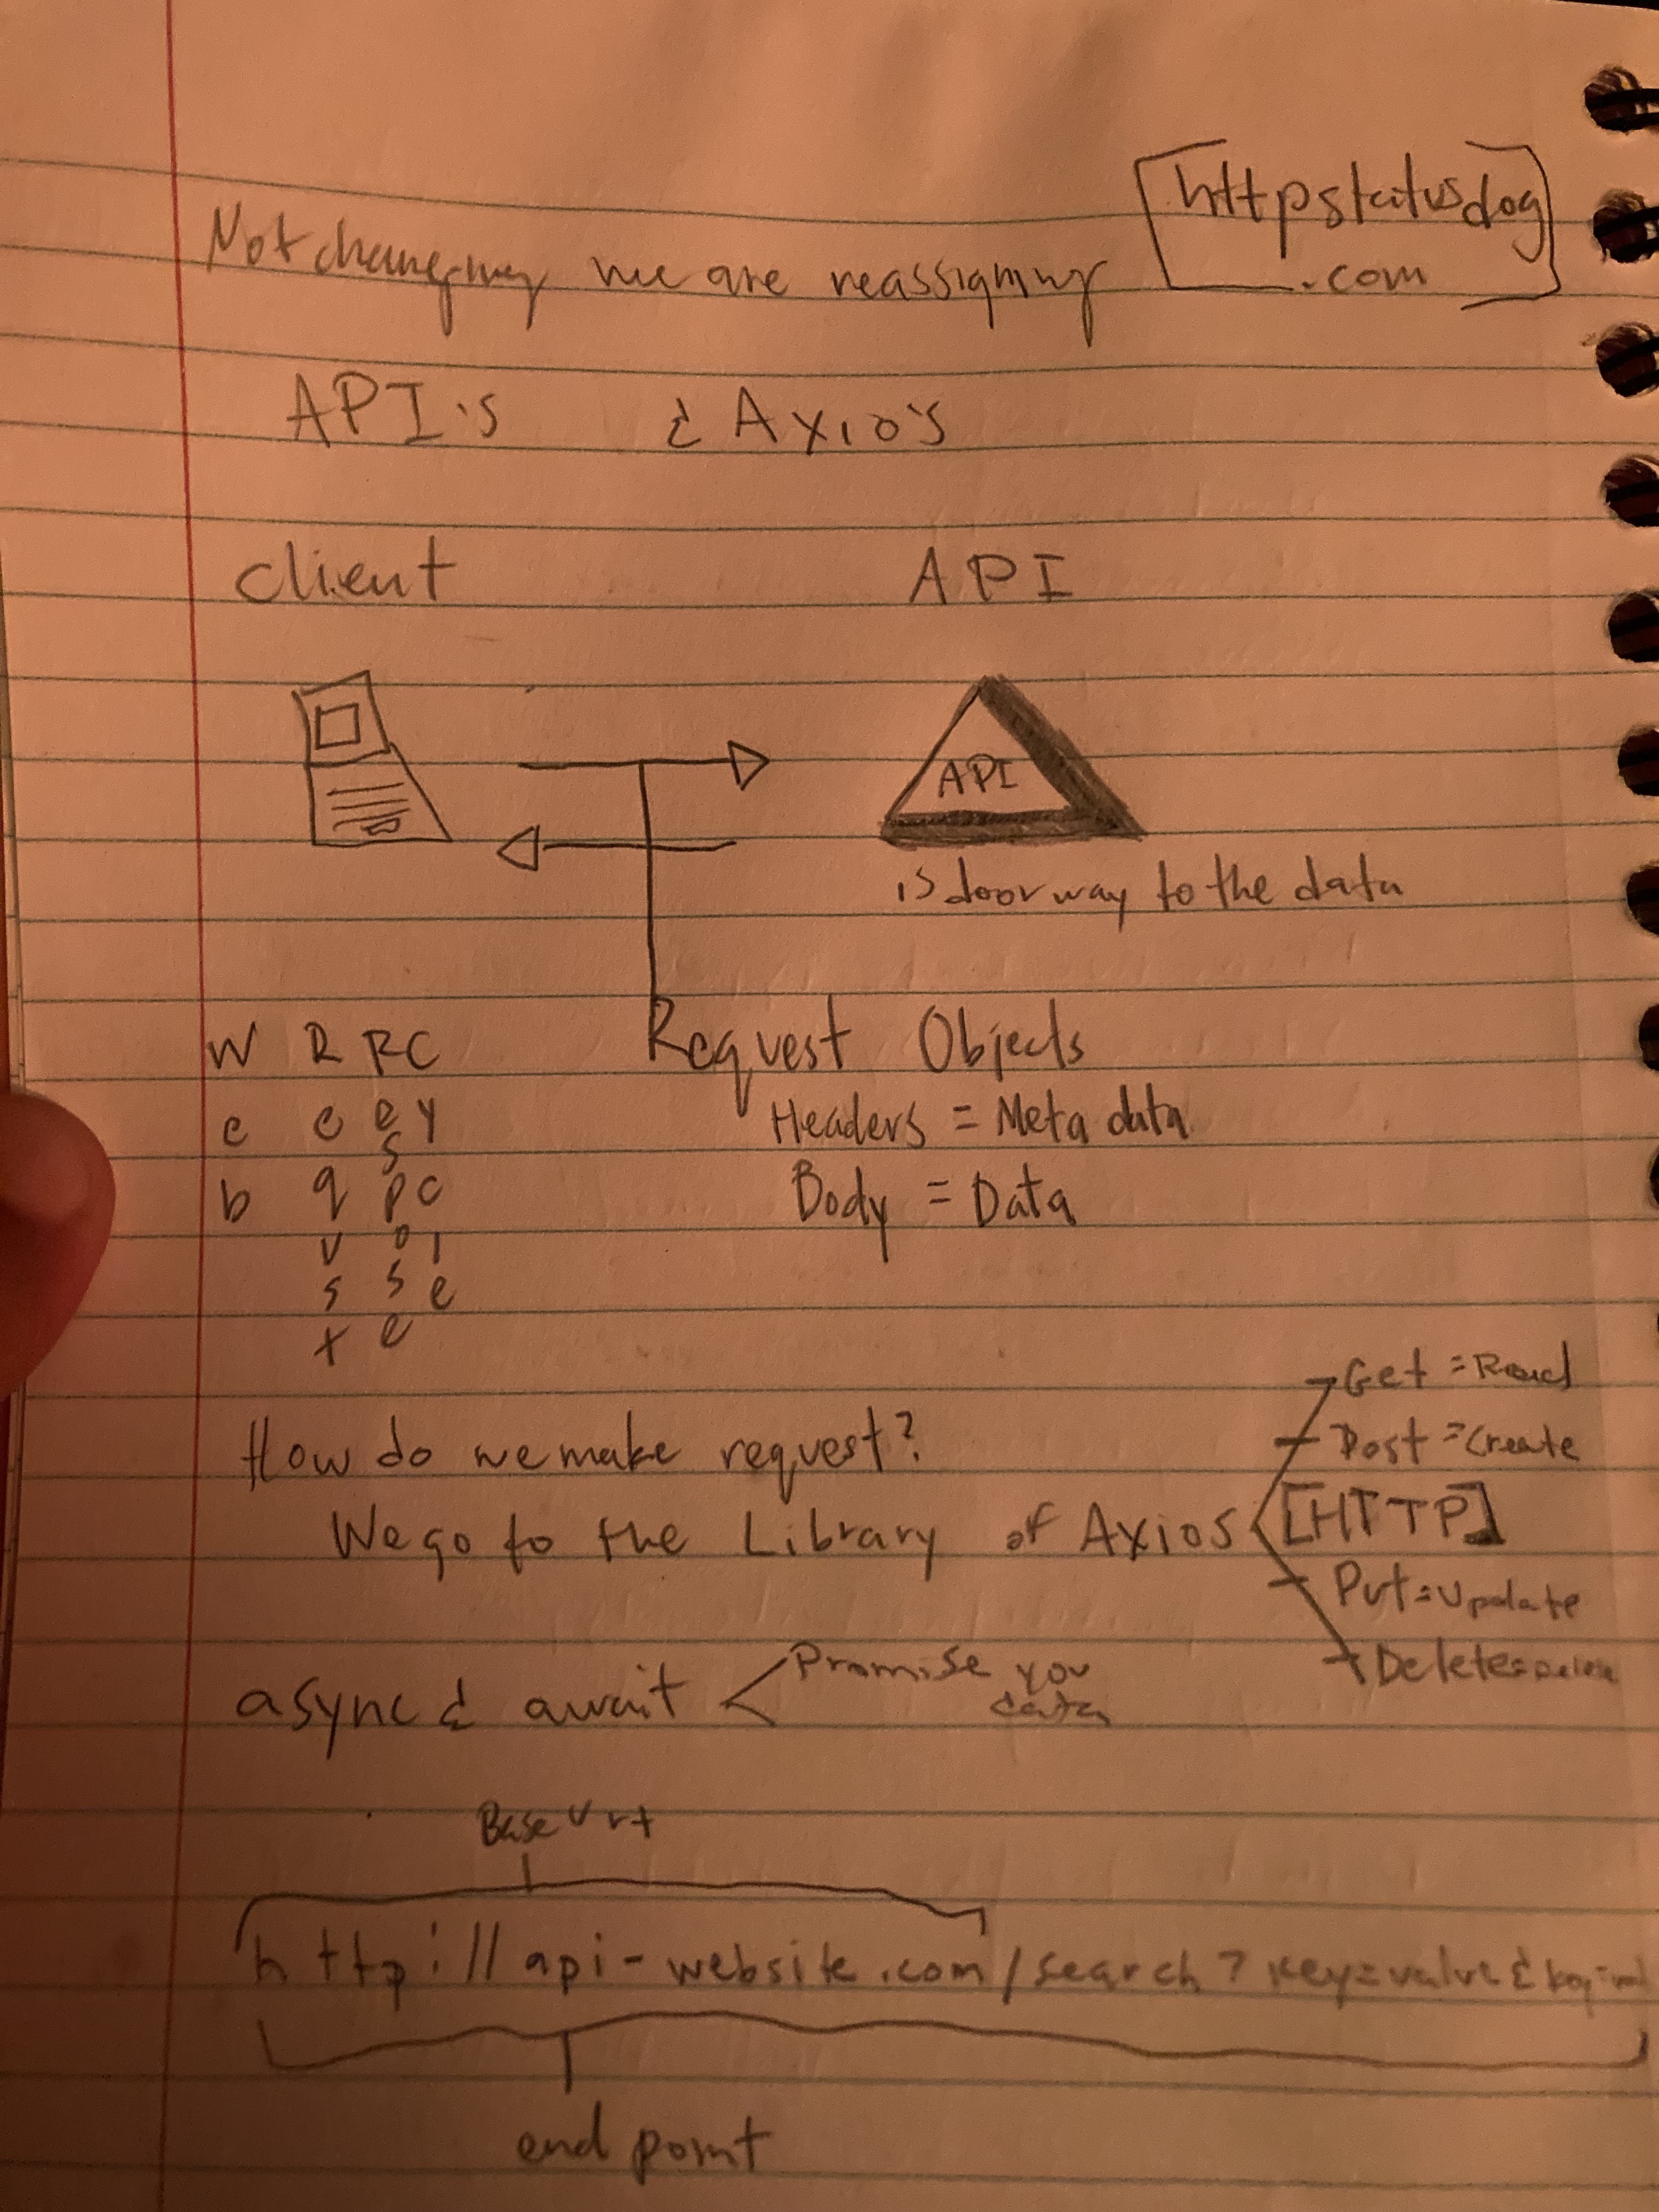 Not changing we are reassigning
[httpstatusdog
.com]
API's & Axio's
client API
API
is doorway to the data
Request Objects
Headers = Meta data
Body = Data
W R RC
e e e y
s
b q p c
u o l
s s e
t e
How do we make request?
We go to the Library of Axios [HTTP]
Get = Read
Post = Create
Put = Update
Delete = Delete
async & await < Promise you
data
Base Url
http://api-website.com/search?key=value&key=val
end point